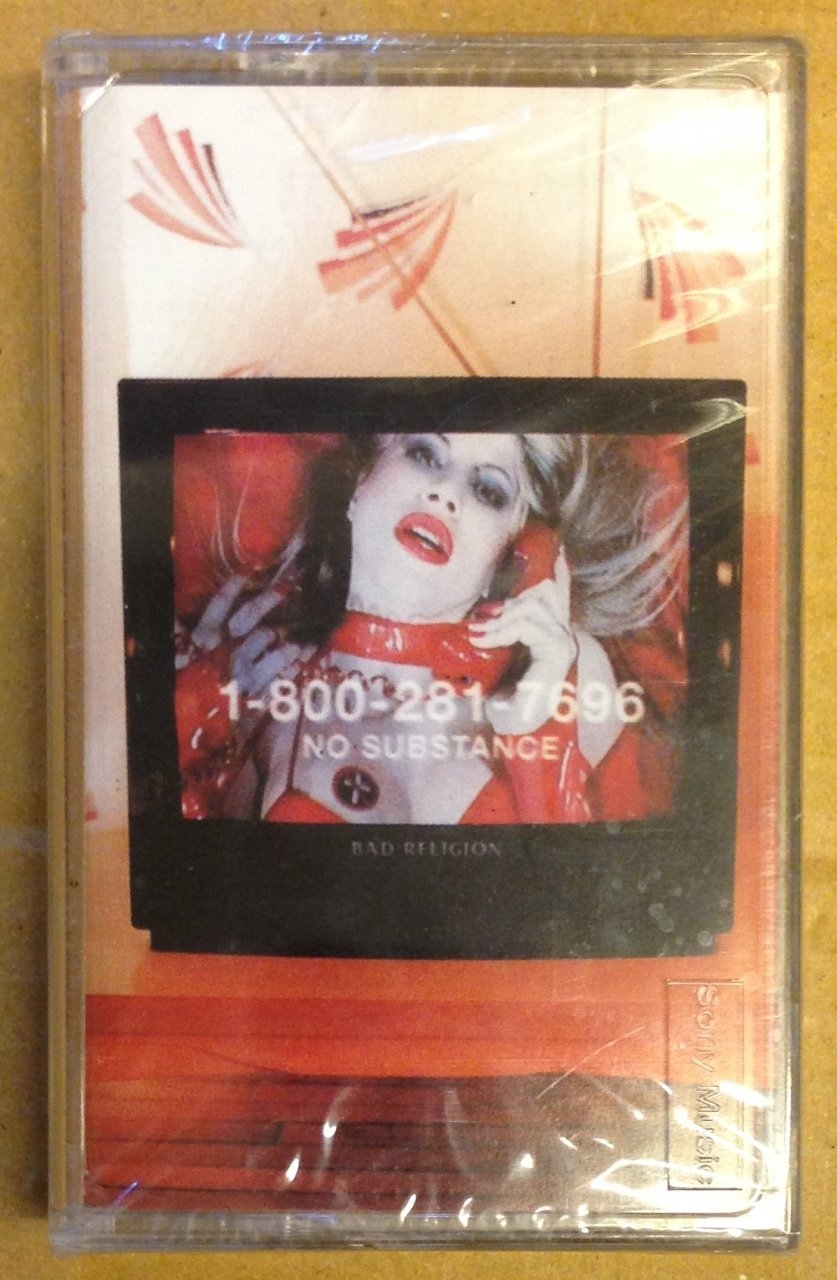 1-800-281-7696
NO SUBSTANCE
BAD RELIGION
Sony Music